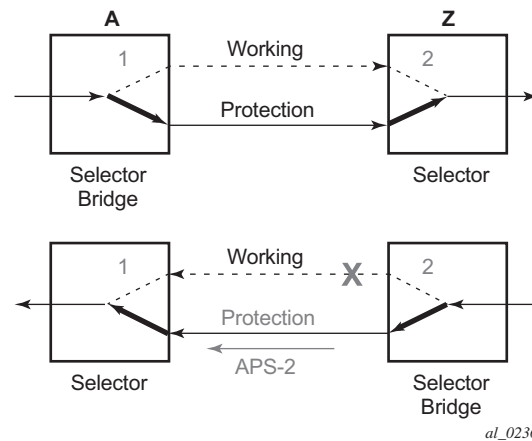 A
Z
1
Working
2
Protection
Selector
Bridge
Selector
1
Working
X
2
Protection
APS-2
Selector
Selector
Bridge